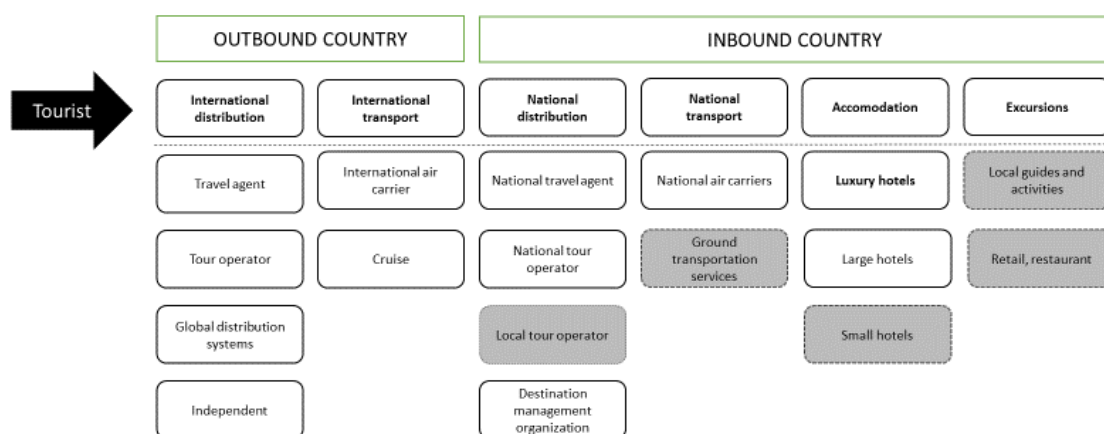 OUTBOUND COUNTRY
INBOUND COUNTRY
Tourist
International
distribution
International
transport
National
distribution
National
transport
Accomodation
Excursions
Travel agent
International air
carrier
National travel agent
National air carriers
Luxury hotels
Local guides and
activities
Tour operator
Cruise
National tour
operator
Ground
transportation
services
Large hotels
Retail, restaurant
Global distribution
systems
Local tour operator
Small hotels
Independent
Destination
management
organization